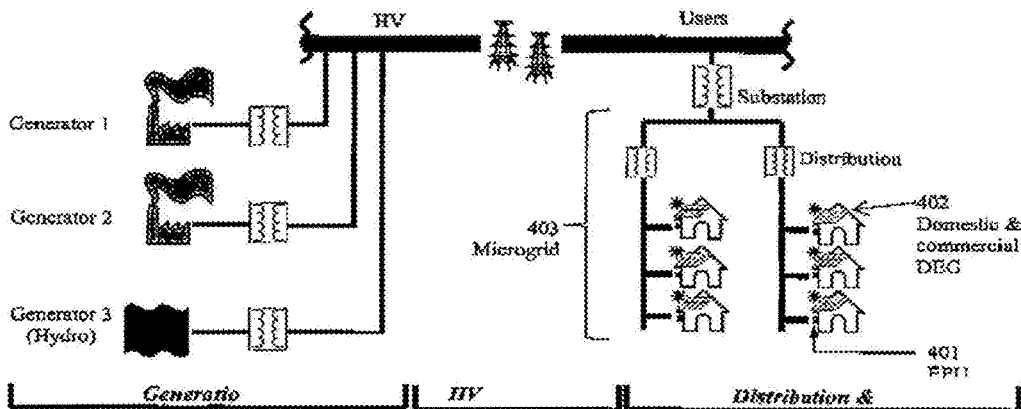 HV
Users
Substation
Generator 1
Distribution
Generator 2
402
Domestic &
commercial
DEG
403
Microgrid
Generator 3
(Hydro)
401
Generatio
HV
Distribution &